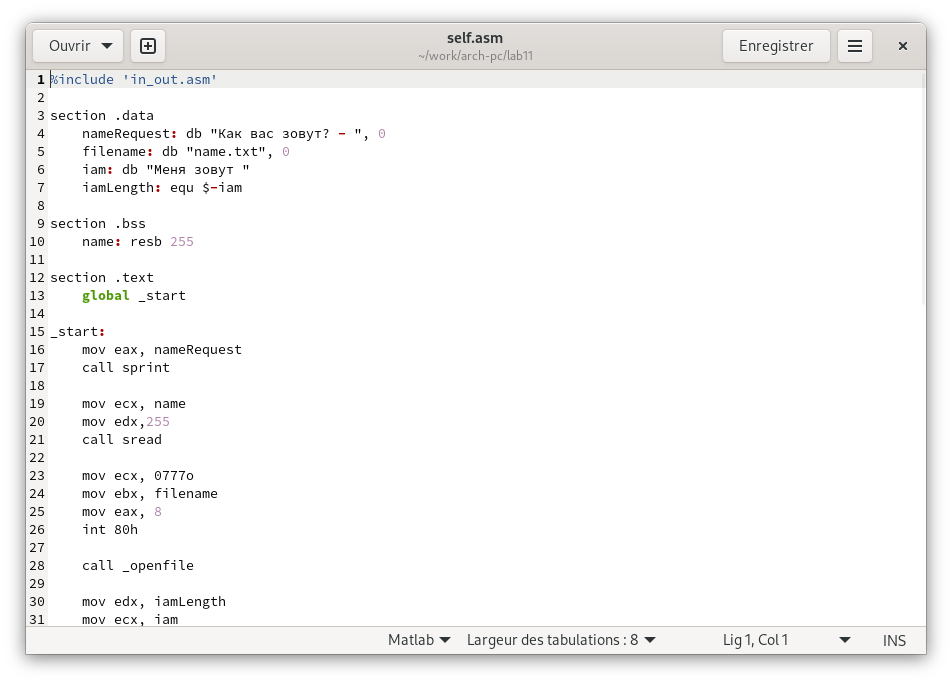 Ouvrir
self.asm
~/work/arch-pc/lab11
Enregistrer
1 %include 'in_out.asm'
2
3 section .data
4     nameRequest: db "Как вас зовут? - ", 0
5     filename: db "name.txt", 0
6     iam: db "Меня зовут "
7     iamLength: equ $-iam
8
9 section .bss
10     name: resb 255
11
12 section .text
13     global _start
14
15 _start:
16     mov eax, nameRequest
17     call sprint
18
19     mov ecx, name
20     mov edx,255
21     call sread
22
23     mov ecx, 0777o
24     mov ebx, filename
25     mov eax, 8
26     int 80h
27
28     call _openfile
29
30     mov edx, iamLength
31     mov ecx, iam
Matlab Largeur des tabulations : 8 Lig 1, Col 1 INS